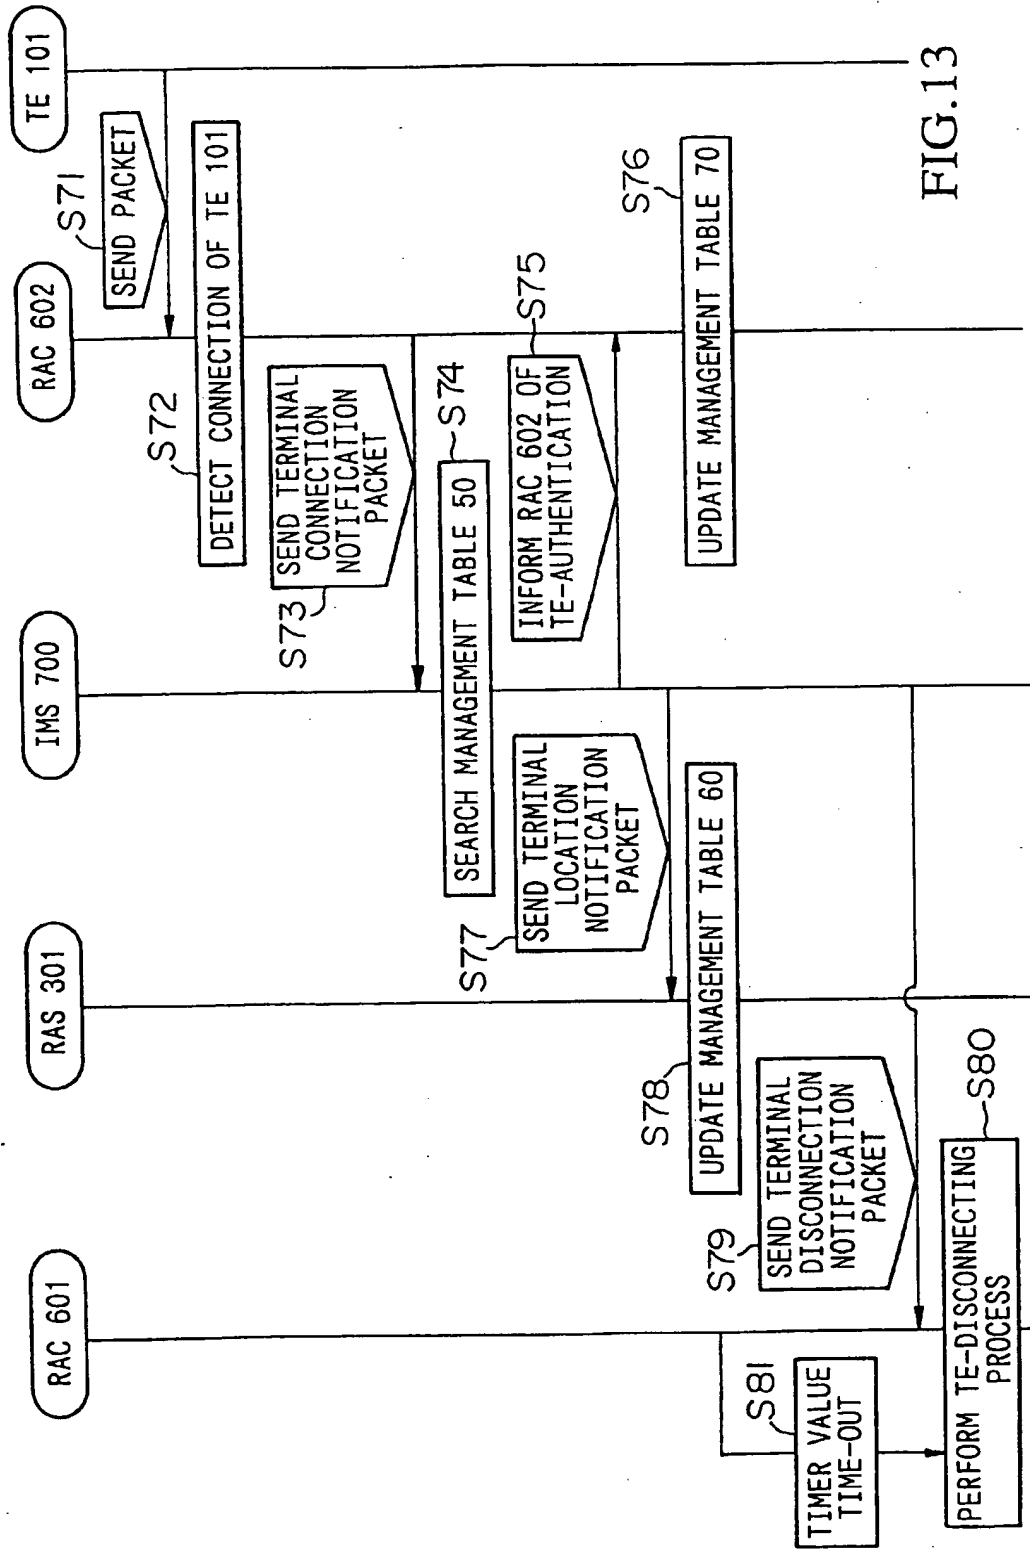 RAC 601
RAS 301
IMS 700
RAC 602
TE 101
S71
SEND PACKET
S72
DETECT CONNECTION OF TE 101
S73
SEND TERMINAL
CONNECTION
NOTIFICATION
PACKET
S74
SEARCH MANAGEMENT TABLE 50
S75
INFORM RAC 602 OF
TE-AUTHENTICATION
S76
UPDATE MANAGEMENT TABLE 70
S77
SEND TERMINAL
LOCATION
NOTIFICATION
PACKET
S78
UPDATE MANAGEMENT TABLE 60
S79
SEND TERMINAL
DISCONNECTION
NOTIFICATION
PACKET
S81
TIMER VALUE
TIME-OUT
S80
PERFORM TE-DISCONNECTING
PROCESS
FIG.13